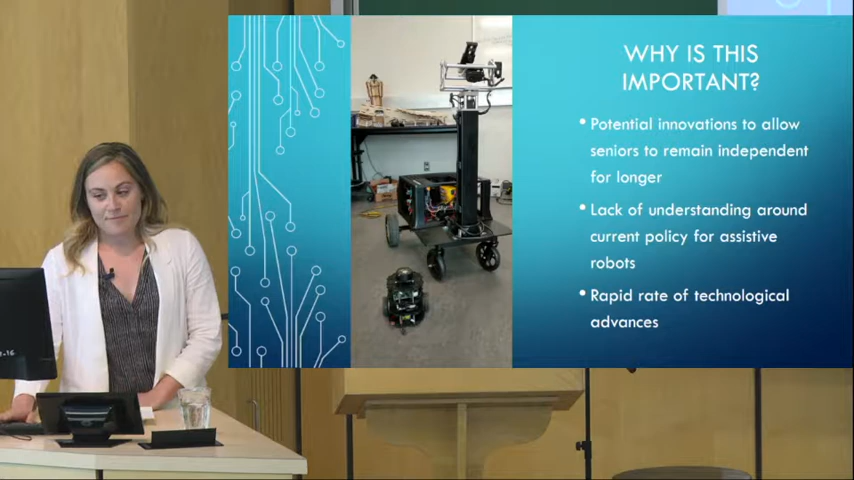 WHY IS THIS
IMPORTANT?
• Potential innovations to allow
seniors to remain independent
for longer
• Lack of understanding around
current policy for assistive
robots
• Rapid rate of technological
advances